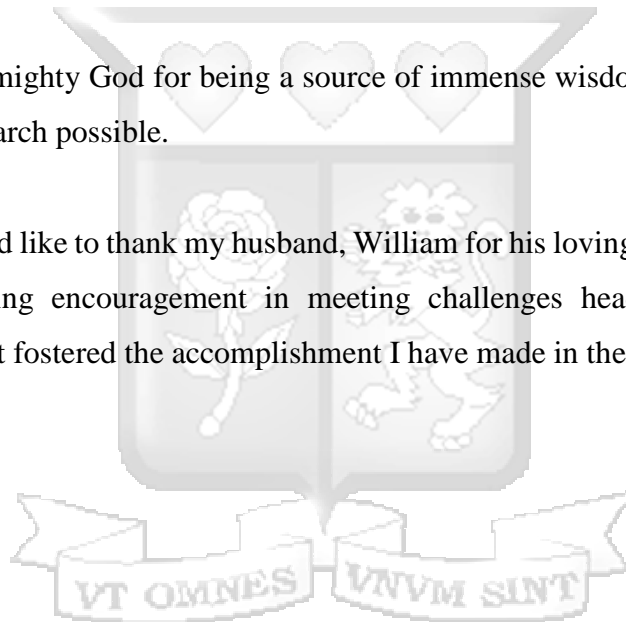 mighty God for being a source of immense wisdo
arch possible.
d like to thank my husband, William for his loving
ing encouragement in meeting challenges hea
t fostered the accomplishment I have made in the
VT OMNES VNVM SINT